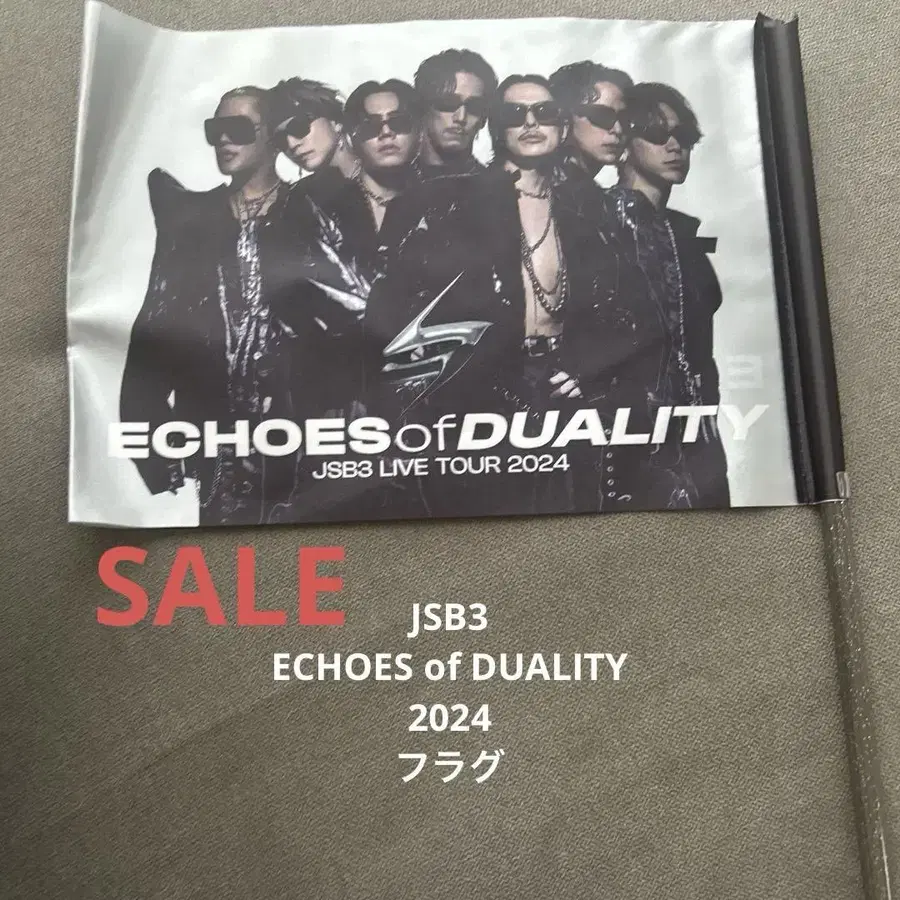 ECHOES of DUALITY
JSB3 LIVE TOUR 2024
SALE
JSB3
ECHOES of DUALITY
2024
フラグ